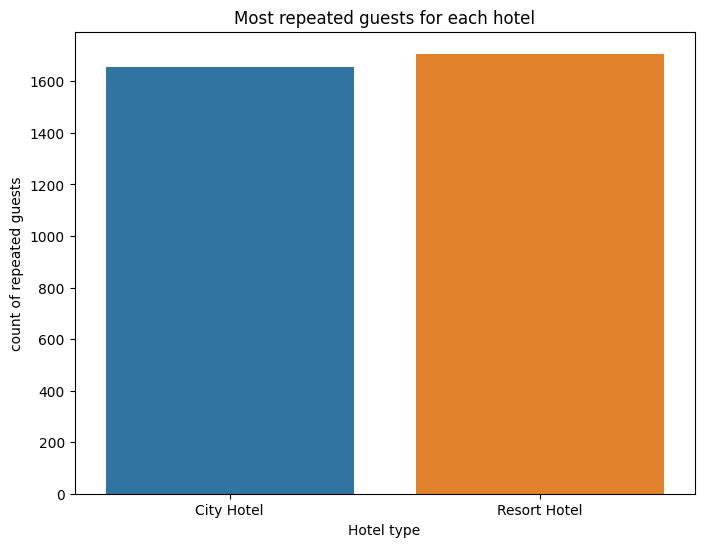 Most repeated guests for each hotel
count of repeated guests
1600
1400
1200
1000
800
600
400
200
0
City Hotel
Resort Hotel
Hotel type